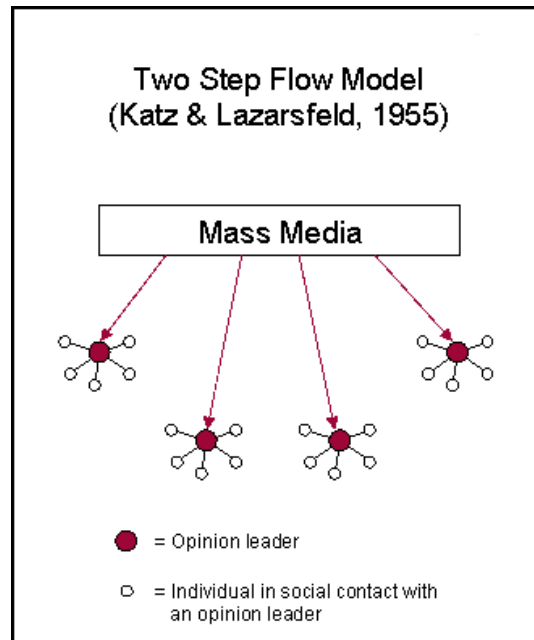 Two Step Flow Model
(Katz & Lazarsfeld, 1955)
Mass Media
= Opinion leader
= Individual in social contact with
an opinion leader